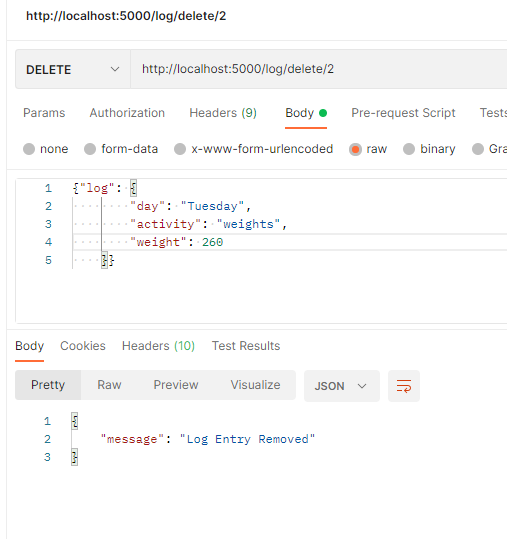 http://localhost:5000/log/delete/2
DELETE http://localhost:5000/log/delete/2
Params Authorization Headers (9) Body Pre-request Script Tests
none form-data x-www-form-urlencoded raw binary Gra
1 {"log": {
2 "day": "Tuesday",
3 "activity": "weights",
4 "weight": 260
5 }}
Body Cookies Headers (10) Test Results
Pretty Raw Preview Visualize JSON
1 {
2 "message": "Log Entry Removed"
3 }